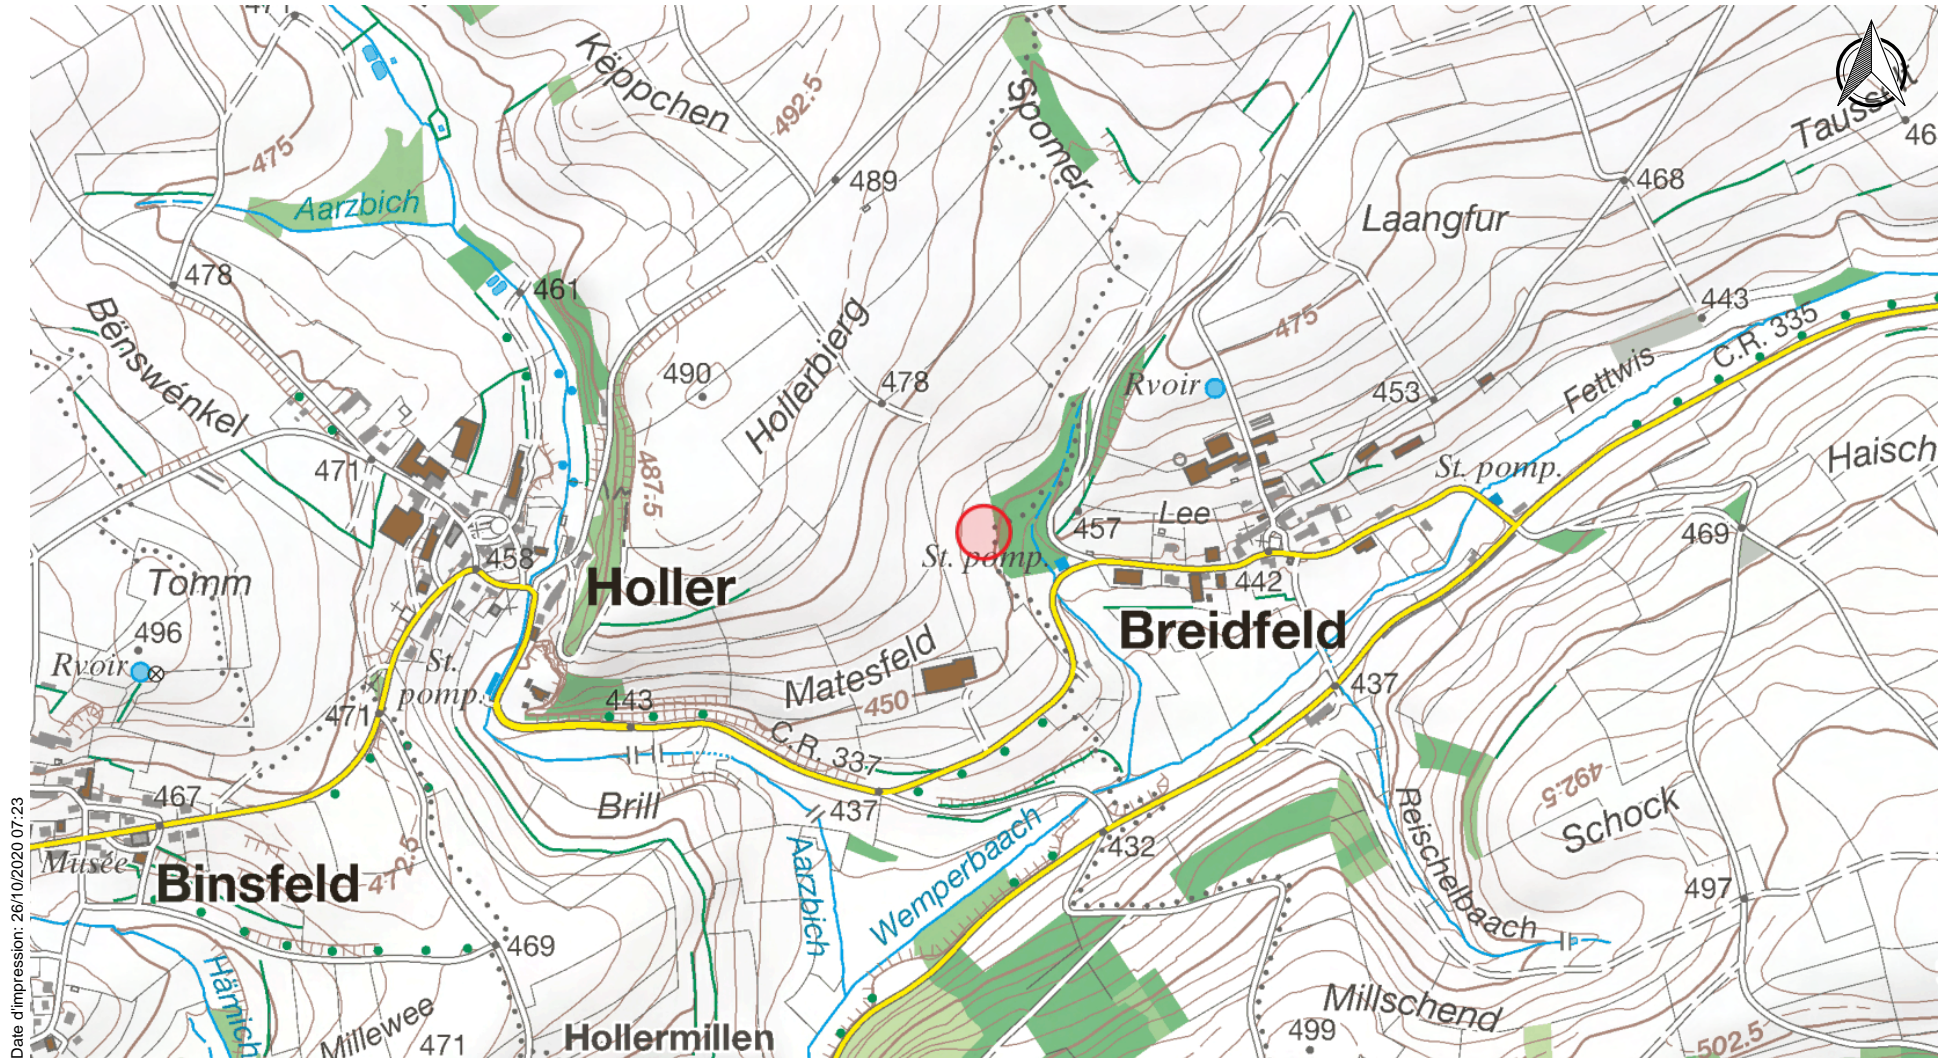 471
Këppchen
492.5
Spomer
Tausselt
46
475
489
468
Aarzbich
Laangfur
478
461
443
475
C.R. 335
Bënswénkel
490
478
Hollerbierg
Rvoir
453
Fettwis
Haisch
471
487.5
St. pomp.
Lee
457
469
458
St. pomp.
442
Tomm
Holler
Breidfeld
496
Rvoir
St.
pomp.
Matesfeld
437
471
443
450
C.R. 337
492.5
467
Brill
437
Reischelbaach
Schock
432
Musée
Binsfeld
472.5
Aarzbich
Wemperbaach
497
469
Hämich
Millewee
471
Hollermillen
Millschend
499
502.5
Date d'impression: 26/10/2020 07:23